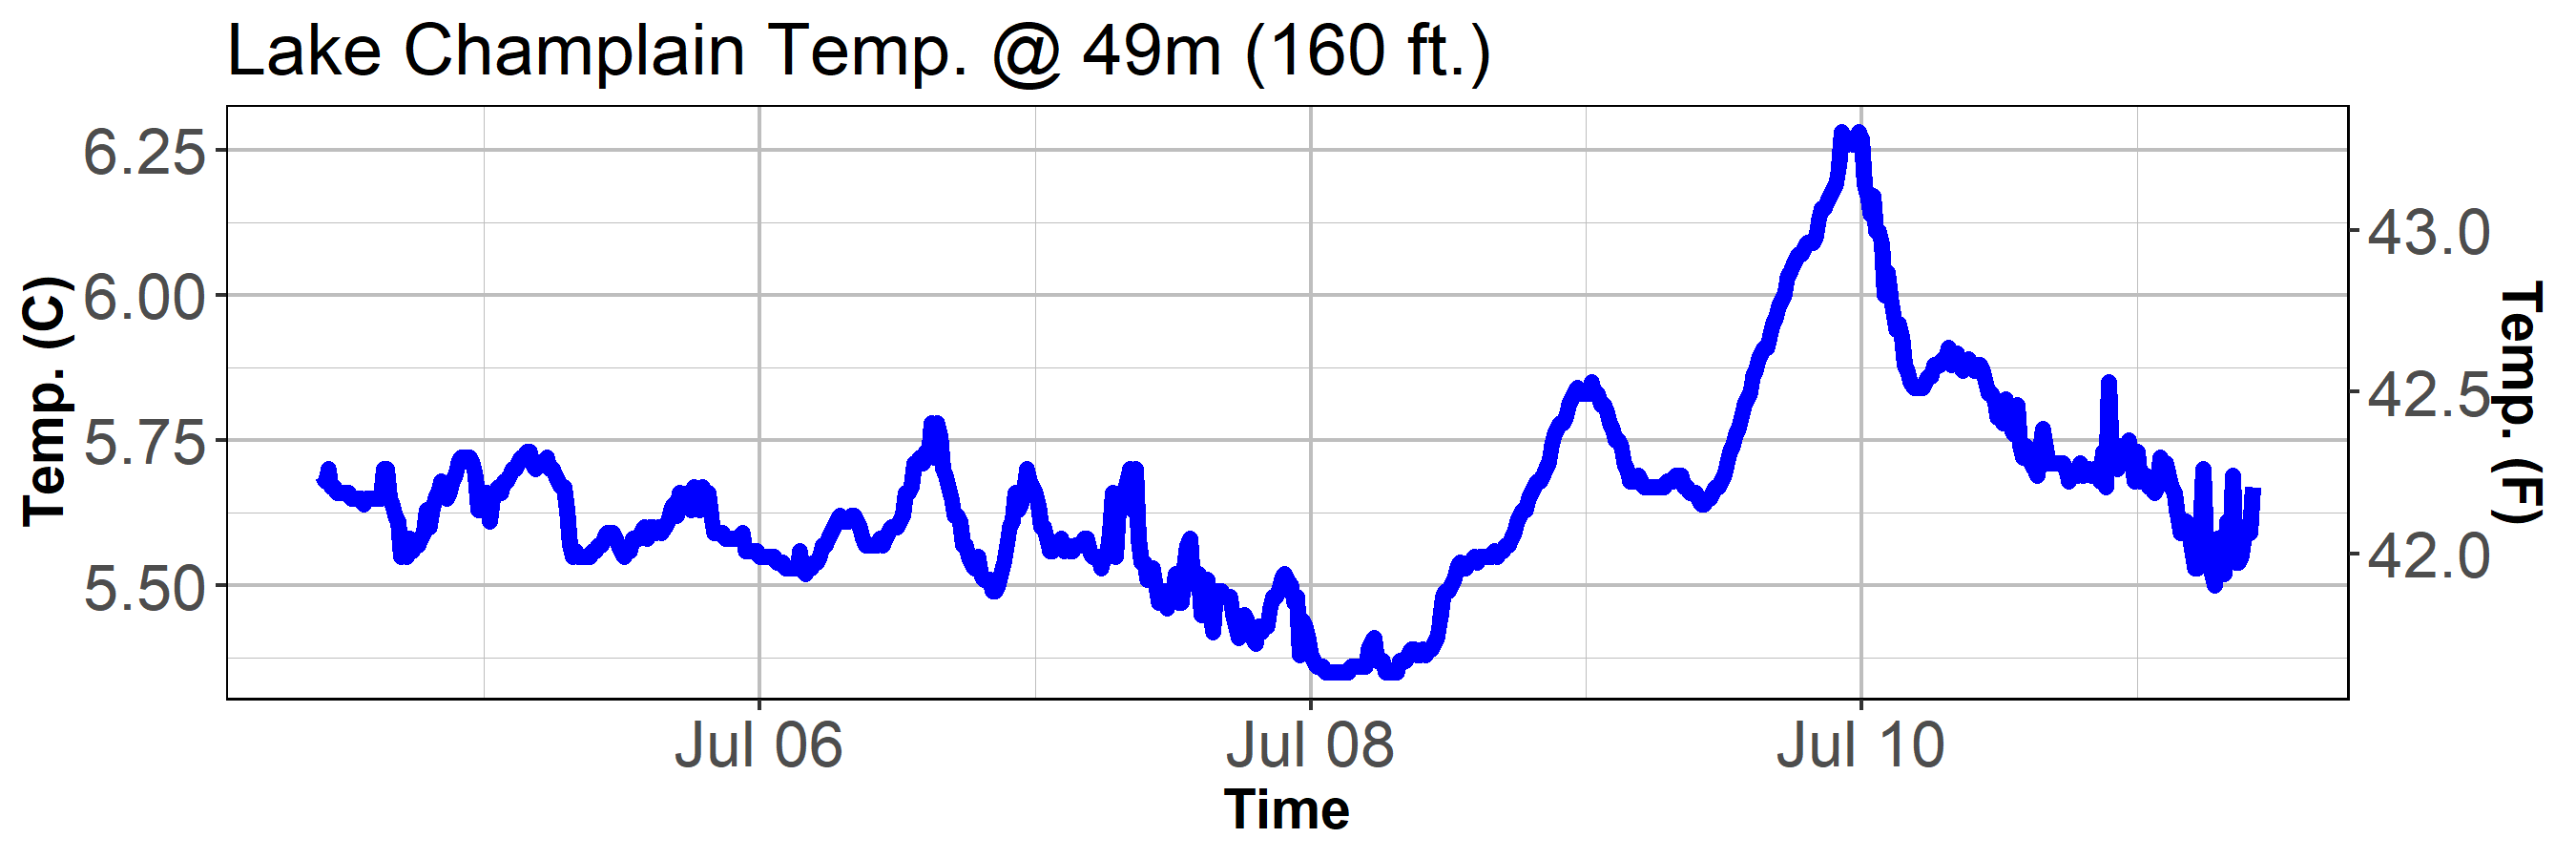 Lake Champlain Temp. @ 49m (160 ft.)
Temp. (C)
6.25
6.00
5.75
5.50
43.0
42.5
42.0
Temp. (F)
Jul 06
Jul 08
Jul 10
Time